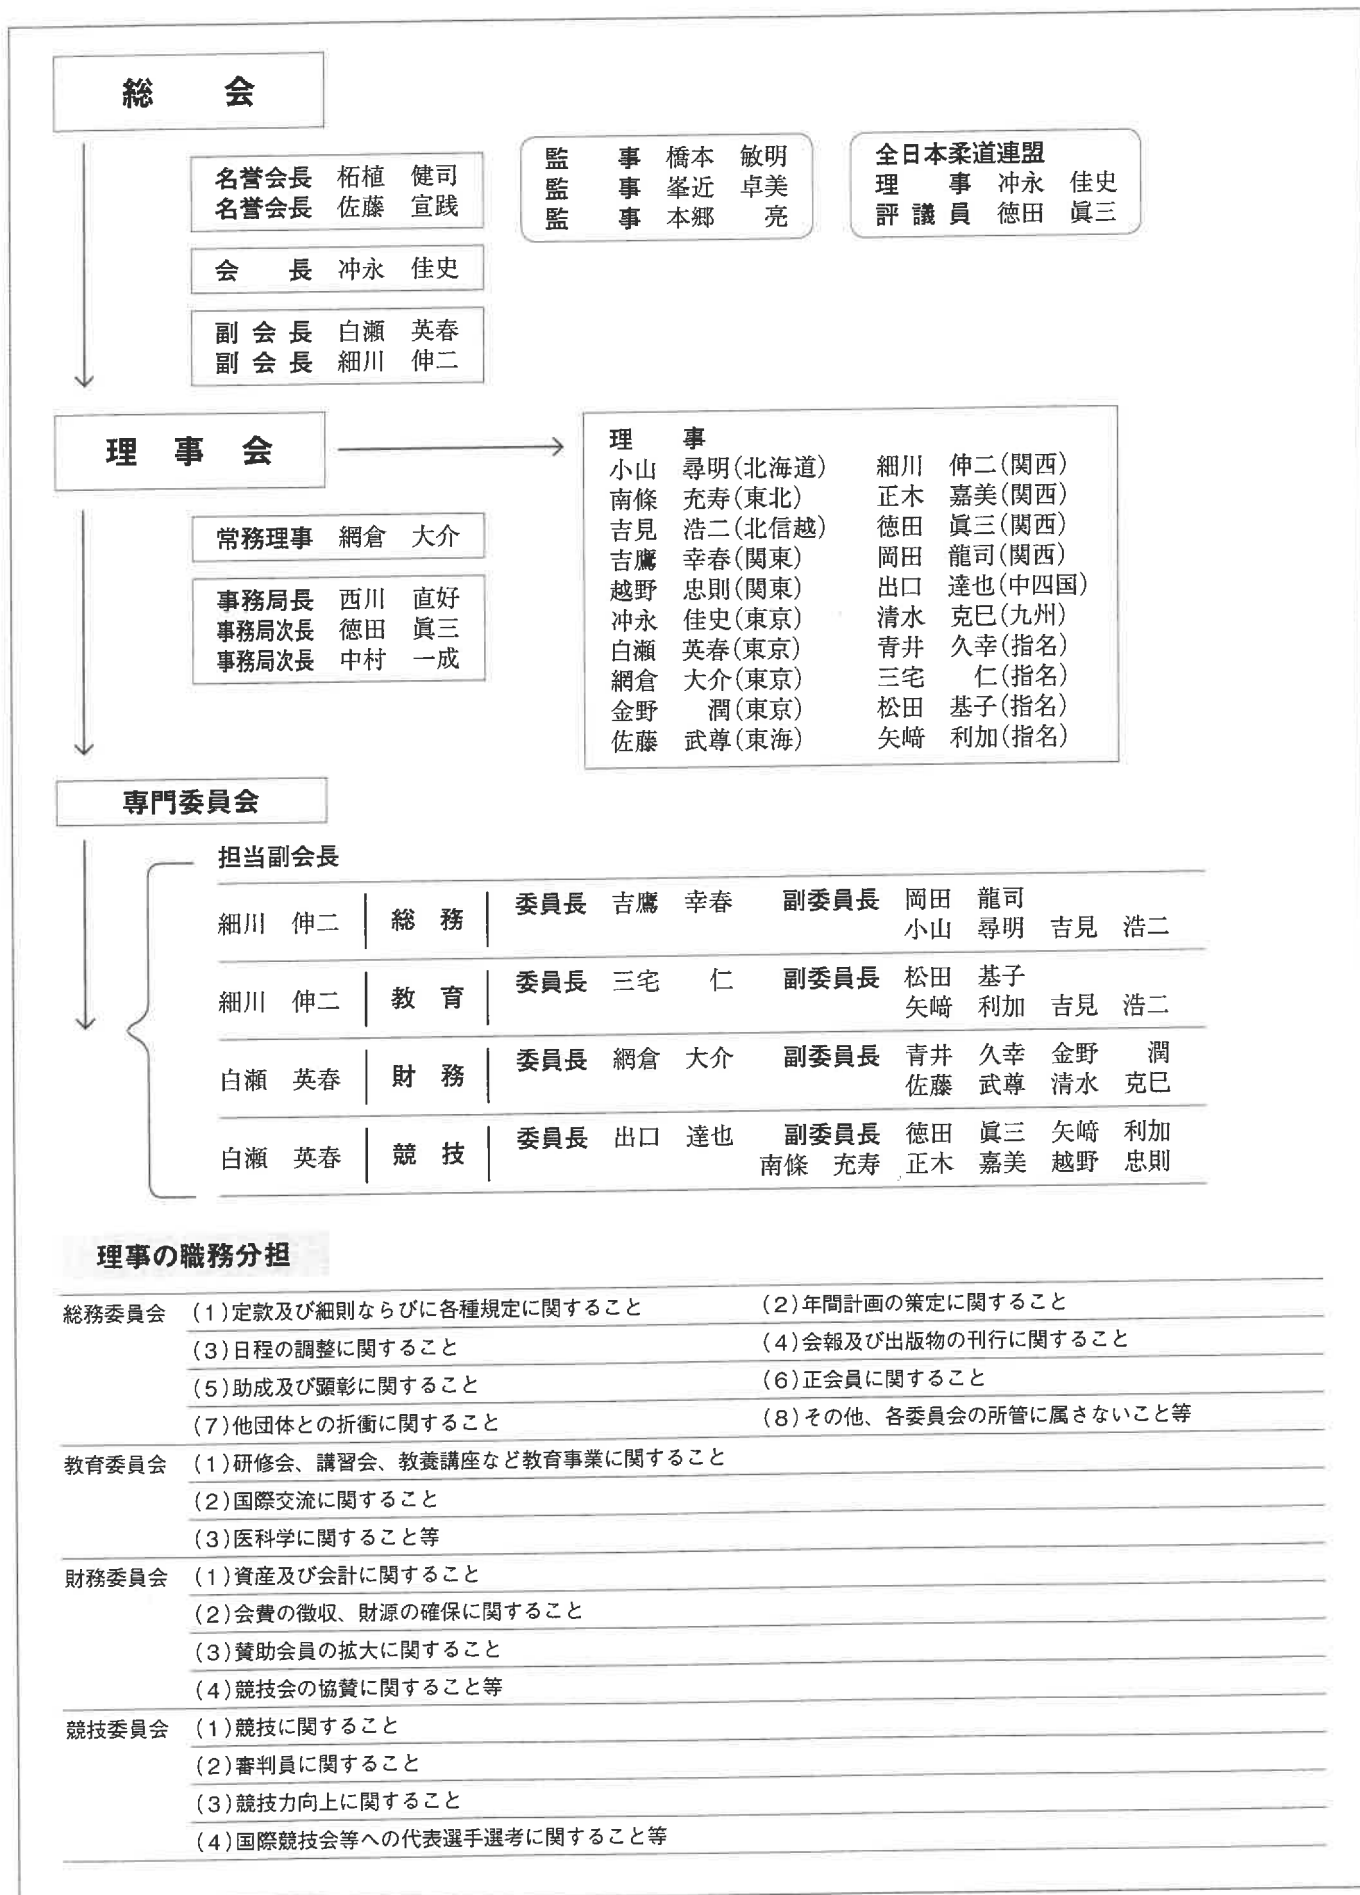 総　会
名誉会長　柘植　健司
名誉会長　佐藤　宣践
監　事　橋本　敏明
監　事　峯近　卓美
監　事　本郷　亮
全日本柔道連盟
理　事　冲永　佳史
評議員　徳田　眞三
会　長　冲永　佳史
副会長　白瀬　英春
副会長　細川　伸二
理　事　会
常務理事　網倉　大介
事務局長　西川　直好
事務局次長　徳田　眞三
事務局次長　中村　一成
理　事
小山　尋明(北海道)　細川　伸二(関西)
南條　充寿(東北)　正木　嘉美(関西)
吉見　浩二(北信越)　徳田　眞三(関西)
吉鷹　幸春(関東)　岡田　龍司(関西)
越野　忠則(関東)　出口　達也(中四国)
冲永　佳史(東京)　清水　克巳(九州)
白瀬　英春(東京)　青井　久幸(指名)
網倉　大介(東京)　三宅　仁(指名)
金野　潤(東京)　松田　基子(指名)
佐藤　武尊(東海)　矢﨑　利加(指名)
専門委員会
担当副会長
細川　伸二　総　務　委員長　吉鷹　幸春　副委員長　岡田　龍司
小山　尋明　吉見　浩二
細川　伸二　教　育　委員長　三宅　仁　副委員長　松田　基子
矢﨑　利加　吉見　浩二
白瀬　英春　財　務　委員長　網倉　大介　副委員長　青井　久幸　金野　潤
佐藤　武尊　清水　克巳
白瀬　英春　競　技　委員長　出口　達也　副委員長　徳田　眞三　矢﨑　利加
南條　充寿　正木　嘉美　越野　忠則
理事の職務分担
総務委員会　(1)定款及び細則ならびに各種規定に関すること　(2)年間計画の策定に関すること
(3)日程の調整に関すること　(4)会報及び出版物の刊行に関すること
(5)助成及び顕彰に関すること　(6)正会員に関すること
(7)他団体との折衝に関すること　(8)その他、各委員会の所管に属さないこと等
教育委員会　(1)研修会、講習会、教養講座など教育事業に関すること
(2)国際交流に関すること
(3)医科学に関すること等
財務委員会　(1)資産及び会計に関すること
(2)会費の徴収、財源の確保に関すること
(3)賛助会員の拡大に関すること
(4)競技会の協賛に関すること等
競技委員会　(1)競技に関すること
(2)審判員に関すること
(3)競技力向上に関すること
(4)国際競技会等への代表選手選考に関すること等